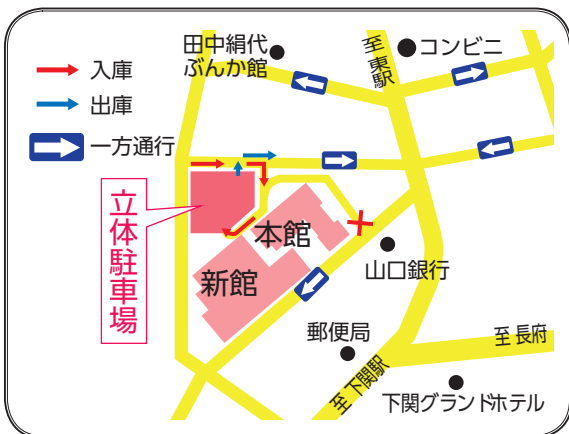 田中絹代
ぶんか館
至東駅
コンビニ
入庫
出庫
一方通行
立体駐車場
本館
新館
山口銀行
郵便局
至長府
至下関駅
下関グランドホテル